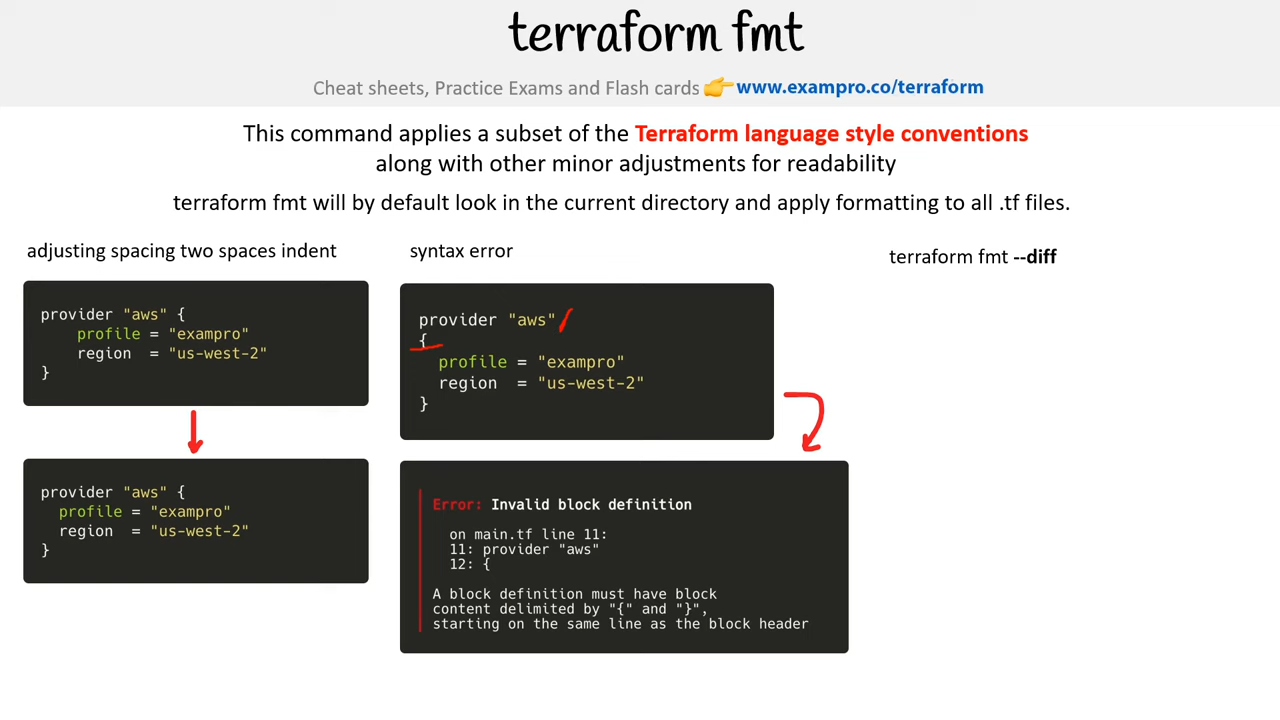 terraform fmt
Cheat sheets, Practice Exams and Flash cards 👉 www.exampro.co/terraform
This command applies a subset of the Terraform language style conventions
along with other minor adjustments for readability
terraform fmt will by default look in the current directory and apply formatting to all .tf files.
adjusting spacing two spaces indent
provider "aws" {
    profile = "exampro"
    region  = "us-west-2"
}
provider "aws" {
  profile = "exampro"
  region  = "us-west-2"
}
syntax error
provider "aws"
{
  profile = "exampro"
  region  = "us-west-2"
}
Error: Invalid block definition
on main.tf line 11:
11: provider "aws"
12: {
A block definition must have block
content delimited by "{" and "}",
starting on the same line as the block header
terraform fmt --diff